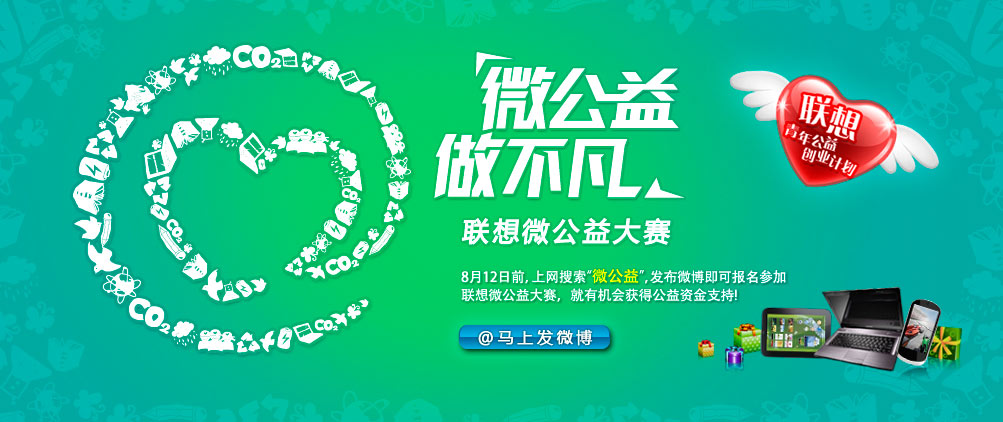 微公益
做不凡
联想微公益大赛
8月12日前, 上网搜索“微公益”, 发布微博即可报名参加
联想微公益大赛, 就有机会获得公益资金支持!
@马上发微博
联想
青年公益
创业计划
CO2
CO2
CO2
CO2
CO2